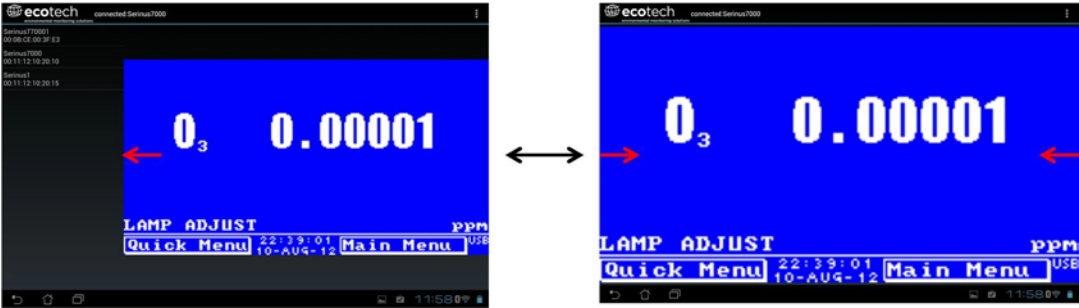 ecotech connected:Serinus7000
environmental monitoring solutions
Serinus770001
00:08:CE:00:3F:E3
Serinus7000
00:11:12:10:20:10
Serinus1
00:11:12:10:20:15
O3 0.00001
LAMP ADJUST ppm
Quick Menu 22:39:01 10-AUG-12 Main Menu USB
11:58
ecotech connected:Serinus7000
environmental monitoring solutions
O3 0.00001
LAMP ADJUST ppm
Quick Menu 22:39:01 10-AUG-12 Main Menu USB
11:58